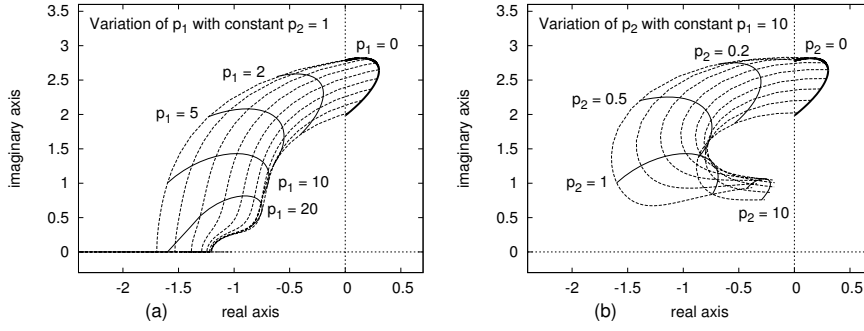 Variation of p₁ with constant p₂ = 1
p₁ = 0
p₁ = 2
p₁ = 5
p₁ = 10
p₁ = 20
imaginary axis
3.5
3
2.5
2
1.5
1
0.5
0
-2 -1.5 -1 -0.5 0 0.5
(a) real axis
Variation of p₂ with constant p₁ = 10
p₂ = 0
p₂ = 0.2
p₂ = 0.5
p₂ = 1
p₂ = 10
imaginary axis
3.5
3
2.5
2
1.5
1
0.5
0
-2 -1.5 -1 -0.5 0 0.5
(b) real axis